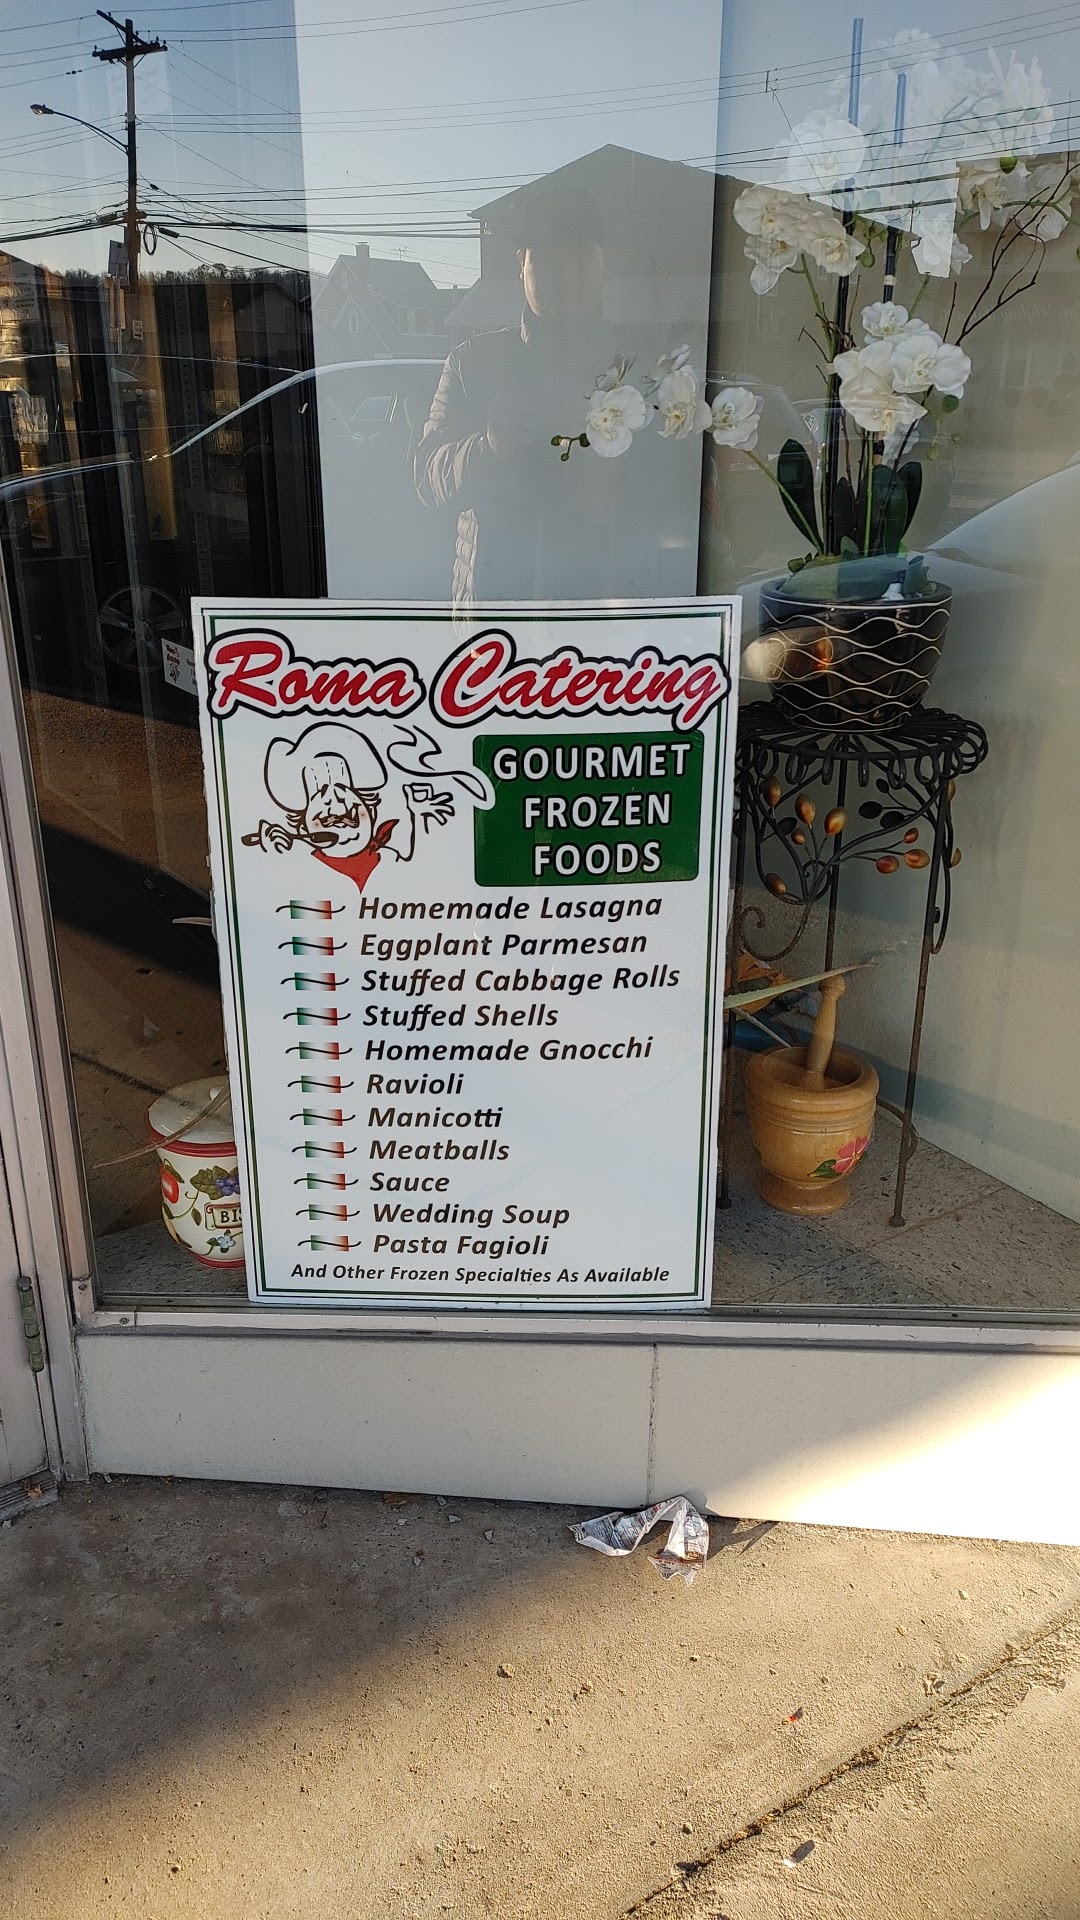 Roma Catering
GOURMET
FROZEN
FOODS
Homemade Lasagna
Eggplant Parmesan
Stuffed Cabbage Rolls
Stuffed Shells
Homemade Gnocchi
Ravioli
Manicotti
Meatballs
Sauce
Wedding Soup
Pasta Fagioli
And Other Frozen Specialties As Available